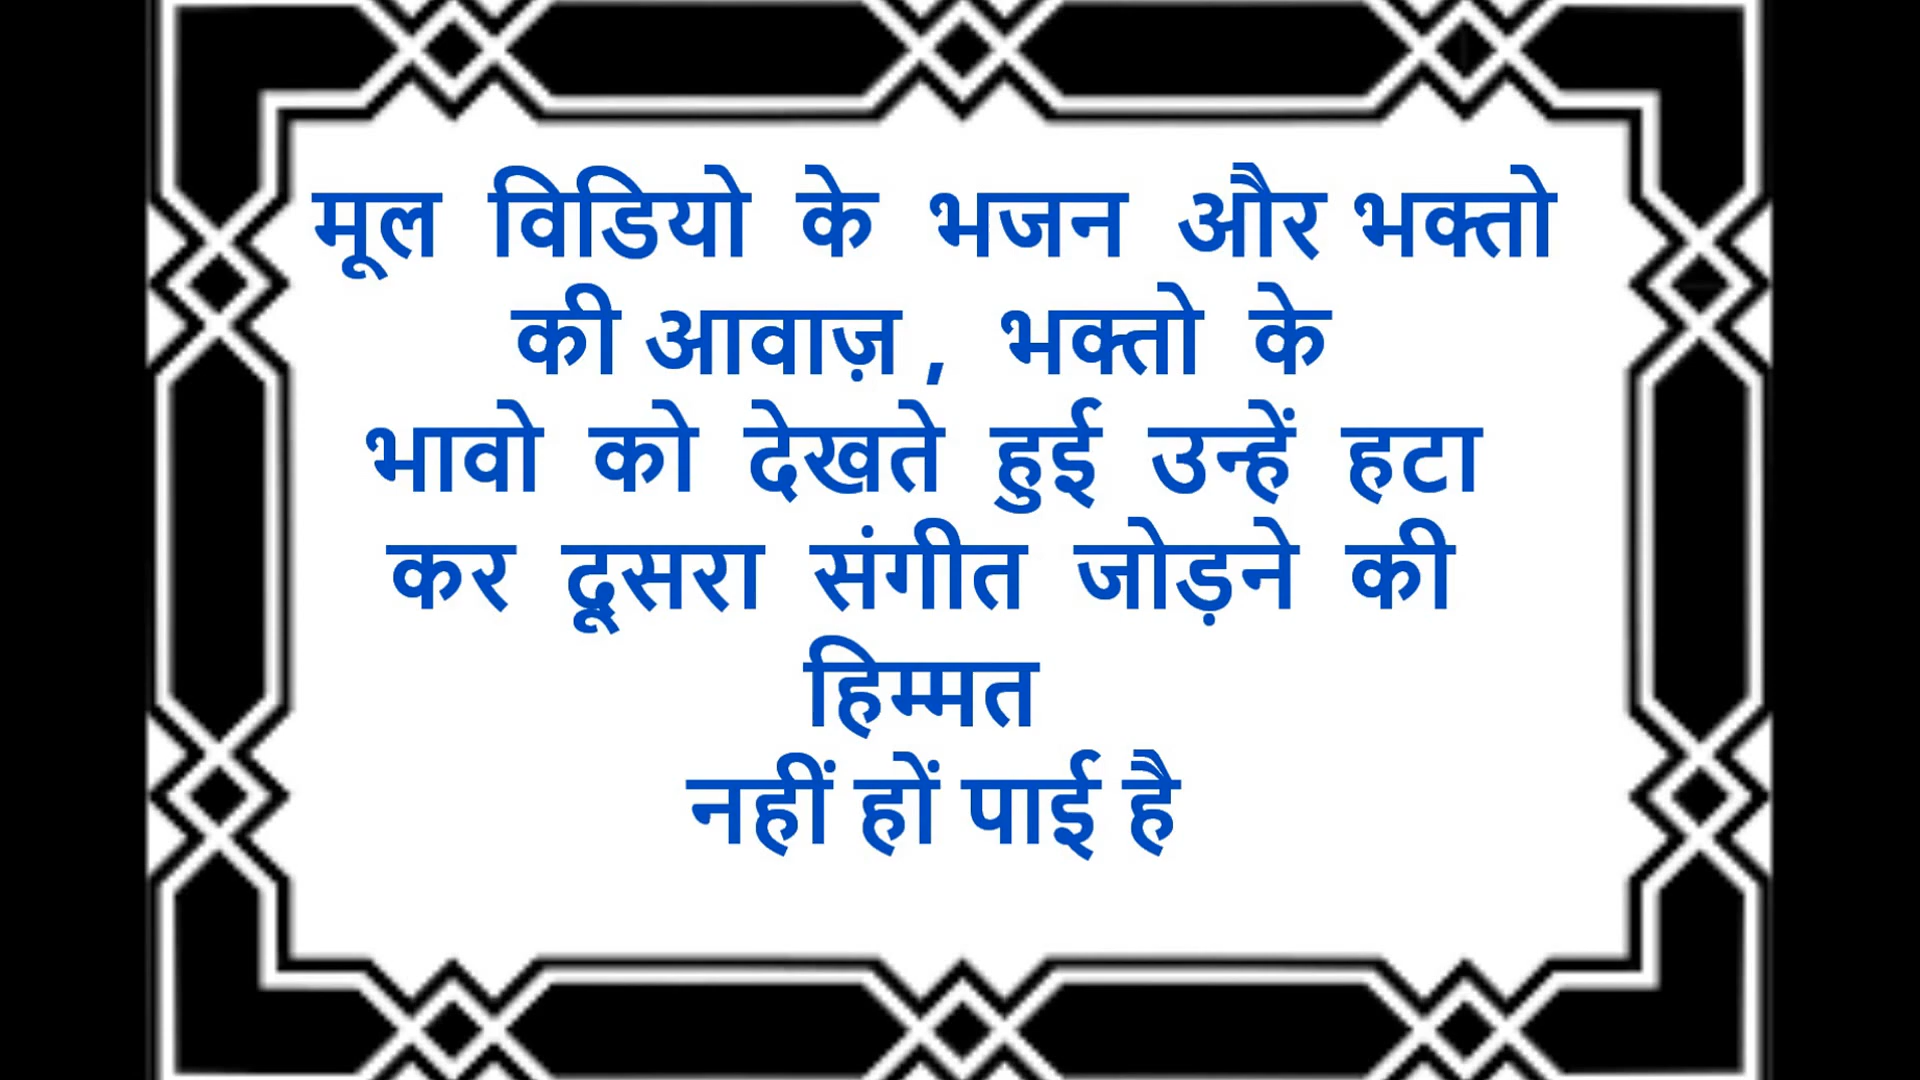 मूल विडियो के भजन और भक्तो
की आवाज़ , भक्तो के
भावो को देखते हुई उन्हें हटा
कर दूसरा संगीत जोड़ने की
हिम्मत
नहीं हों पाई है